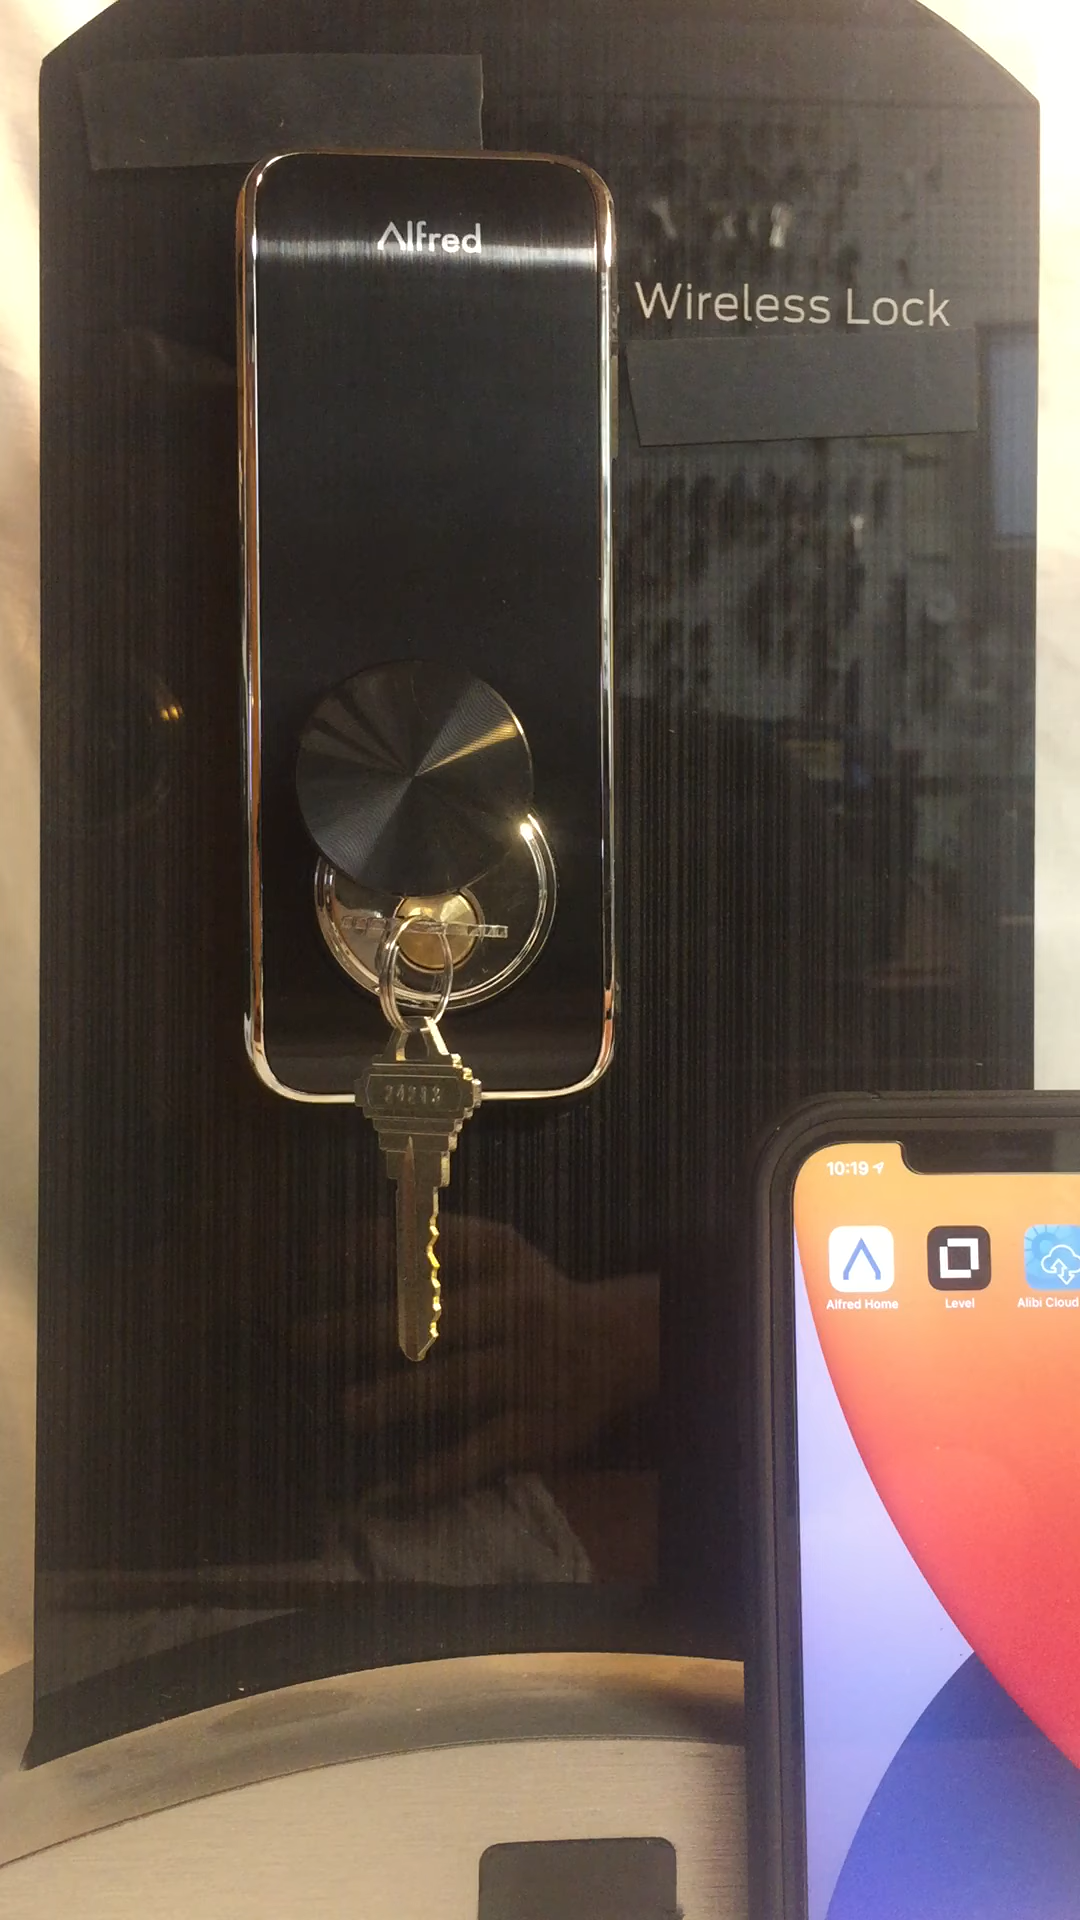 Alfred
Wireless Lock
24213
10:19
Alfred Home
Level
Alibi Cloud